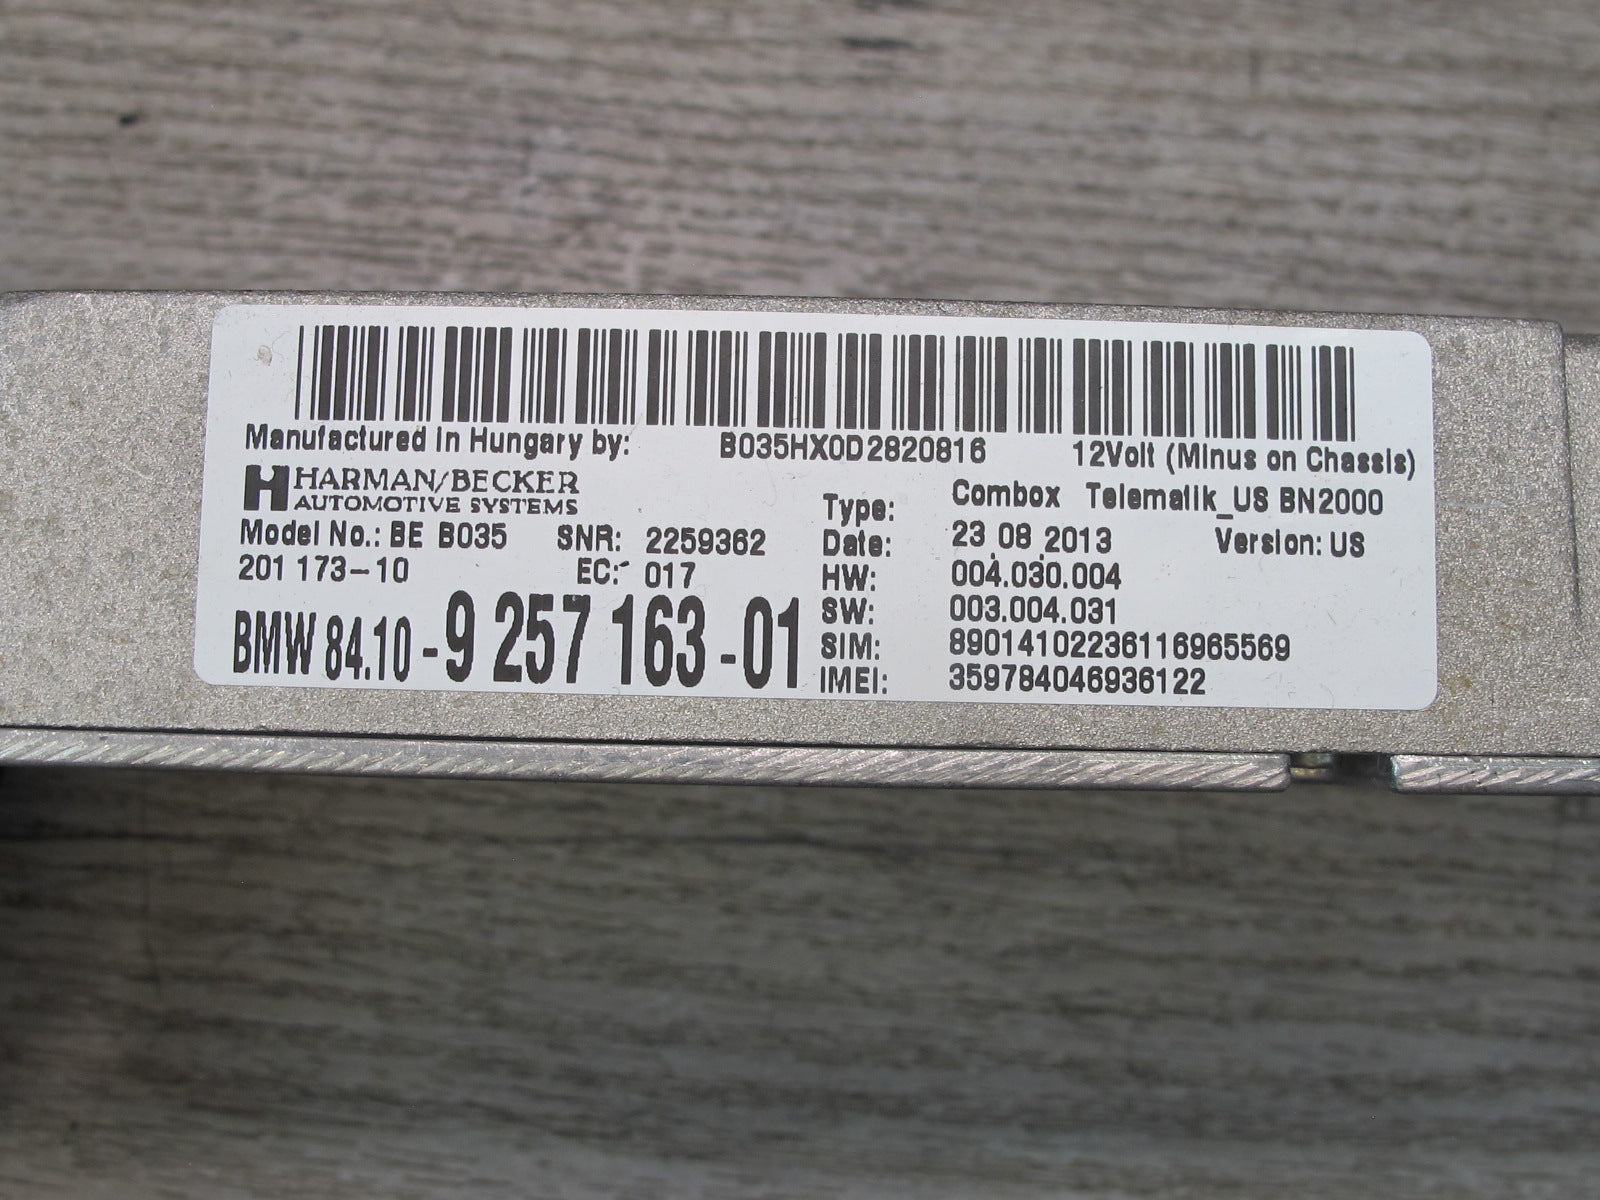 Manufactured in Hungary by: B035HX0D2820816 12Volt (Minus on Chassis)
HARMAN/BECKER
AUTOMOTIVE SYSTEMS
Type: Combox Telematik_US BN2000
Model No.: BE B035 SNR: 2259362
Date: 23.08.2013 Version: US
201 173-10 EC: 017
HW: 004.030.004
BMW 84.10-9 257 163-01
SW: 003.004.031
SIM: 89014102236116965569
IMEI: 359784046936122